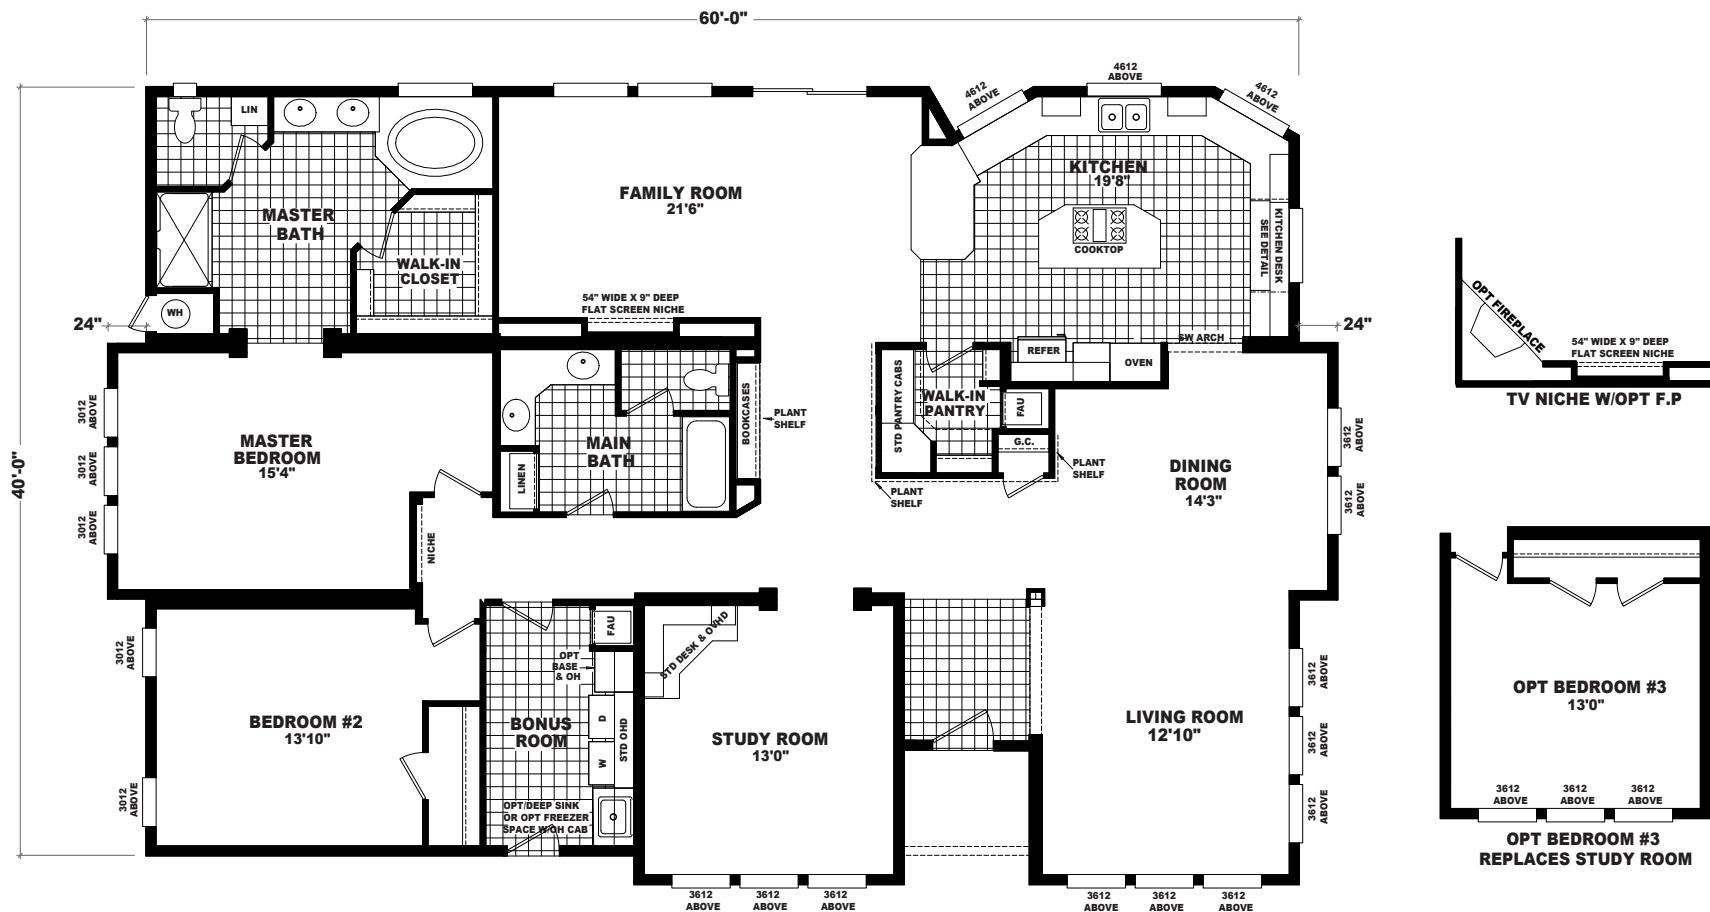 60'-0"
40'-0"
24"
24"
LIN
MASTER
BATH
WALK-IN
CLOSET
WH
FAMILY ROOM
21'6"
54" WIDE X 9" DEEP
FLAT SCREEN NICHE
4612
ABOVE
4612
ABOVE
4612
ABOVE
KITCHEN
19'8"
COOKTOP
KITCHEN DESK
SEE DETAIL
SW ARCH
REFER
OVEN
STD PANTRY CABS
WALK-IN
PANTRY
FAU
G.C.
PLANT
SHELF
PLANT
SHELF
PLANT
SHELF
BOOKCASES
MAIN
BATH
LINEN
MASTER
BEDROOM
15'4"
3012
ABOVE
3012
ABOVE
3012
ABOVE
NICHE
DINING
ROOM
14'3"
3612
ABOVE
3612
ABOVE
BEDROOM #2
13'10"
3012
ABOVE
3012
ABOVE
FAU
OPT
BASE
& OH
BONUS
ROOM
D
W
STD OHD
OPT/DEEP SINK
OR OPT FREEZER
SPACE W/OH CAB
STD DESK & OVHD
STUDY ROOM
13'0"
3612
ABOVE
3612
ABOVE
3612
ABOVE
LIVING ROOM
12'10"
3612
ABOVE
3612
ABOVE
3612
ABOVE
3612
ABOVE
3612
ABOVE
3612
ABOVE
OPT FIREPLACE
54" WIDE X 9" DEEP
FLAT SCREEN NICHE
TV NICHE W/OPT F.P
OPT BEDROOM #3
13'0"
3612
ABOVE
3612
ABOVE
3612
ABOVE
OPT BEDROOM #3
REPLACES STUDY ROOM